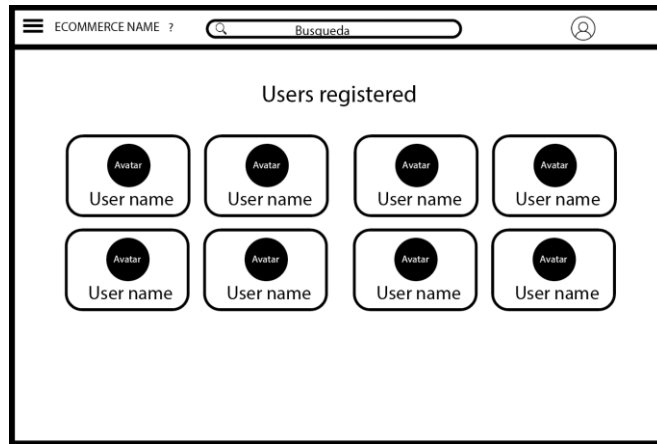 ECOMMERCE NAME ? Busqueda
Users registered
Avatar Avatar Avatar Avatar
User name User name User name User name
Avatar Avatar Avatar Avatar
User name User name User name User name